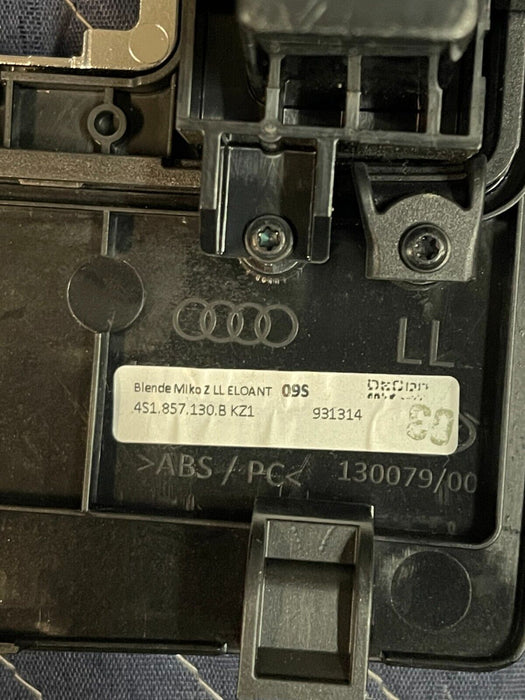 LL
Blende Miko Z LL ELOANT 09S
4S1.857.130.B KZ1 931314
>ABS / PC< 130079/00